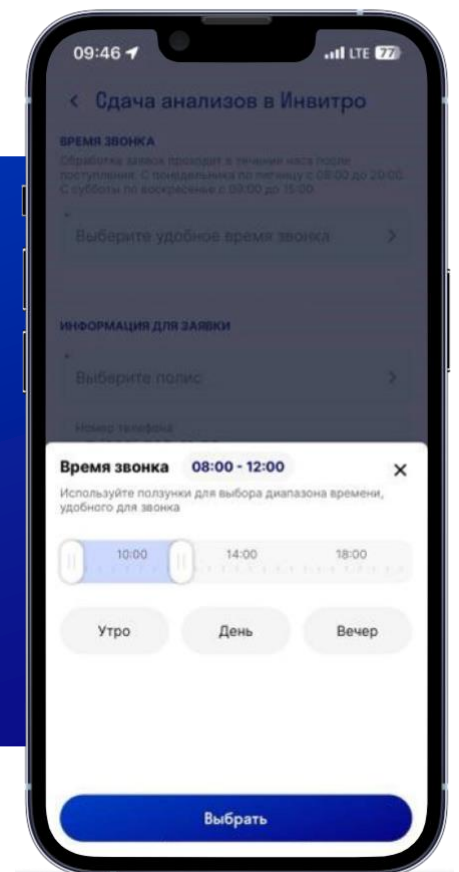 09:46
LTE 77
Сдача анализов в Инвитро
ВРЕМЯ ЗВОНКА
Обработка заявок проходит в течение часа после
поступления. С понедельника по пятницу с 08:00 до 20:00.
С субботы по воскресенье с 09:00 до 15:00
*
Выберите удобное время звонка
ИНФОРМАЦИЯ ДЛЯ ЗАЯВКИ
*
Выберите полис
Номер телефона
Время звонка 08:00 - 12:00
Используйте ползунки для выбора диапазона времени,
удобного для звонка
10:00 14:00 18:00
Утро День Вечер
Выбрать